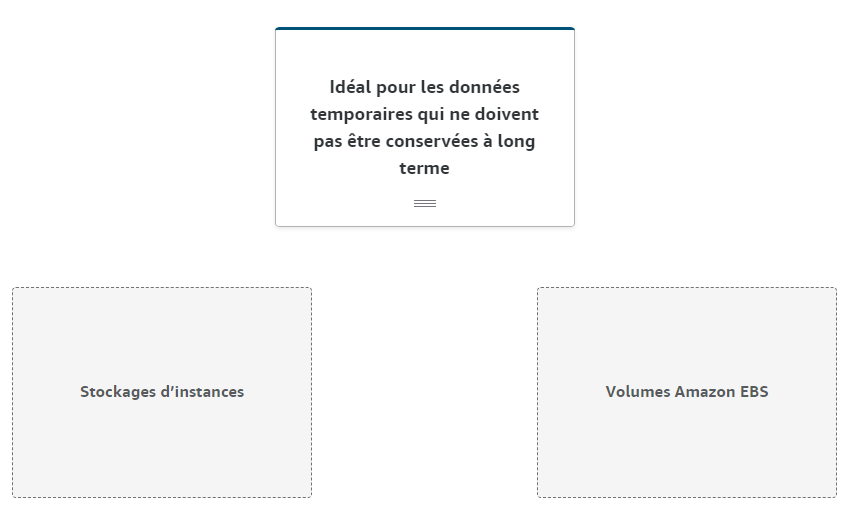 Idéal pour les données
temporaires qui ne doivent
pas être conservées à long
terme
Stockages d’instances
Volumes Amazon EBS